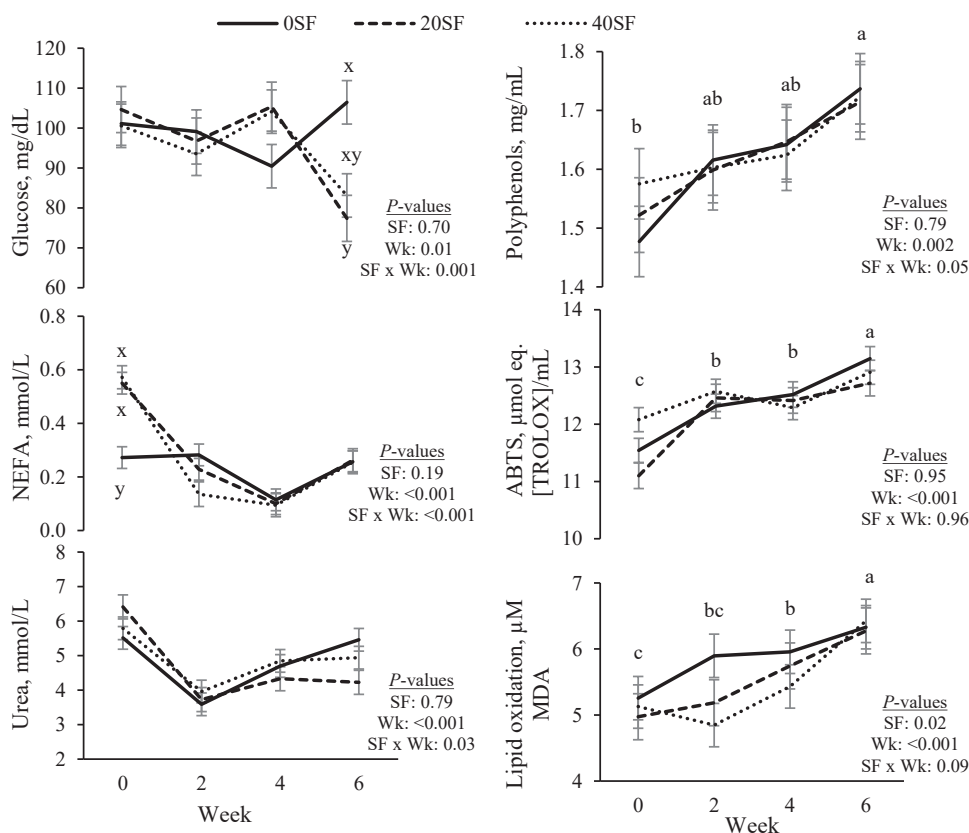 0SF 20SF 40SF
120
110
100
90
80
70
60
Glucose, mg/dL
x
xy
y
P-values
SF: 0.70
Wk: 0.01
SF x Wk: 0.001
1.8
1.7
1.6
1.5
1.4
Polyphenols, mg/mL
b
ab
ab
a
P-values
SF: 0.79
Wk: 0.002
SF x Wk: 0.05
0.8
0.6
0.4
0.2
0.0
NEFA, mmol/L
x
x
y
P-values
SF: 0.19
Wk: <0.001
SF x Wk: <0.001
14
13
12
11
10
ABTS, µmol eq.
[TROLOX]/mL
c
b
b
a
P-values
SF: 0.95
Wk: <0.001
SF x Wk: 0.96
8
7
6
5
4
3
2
Urea, mmol/L
P-values
SF: 0.79
Wk: <0.001
SF x Wk: 0.03
0 2 4 6
Week
7
6
5
4
Lipid oxidation, µM
MDA
c
bc
b
a
P-values
SF: 0.02
Wk: <0.001
SF x Wk: 0.09
0 2 4 6
Week